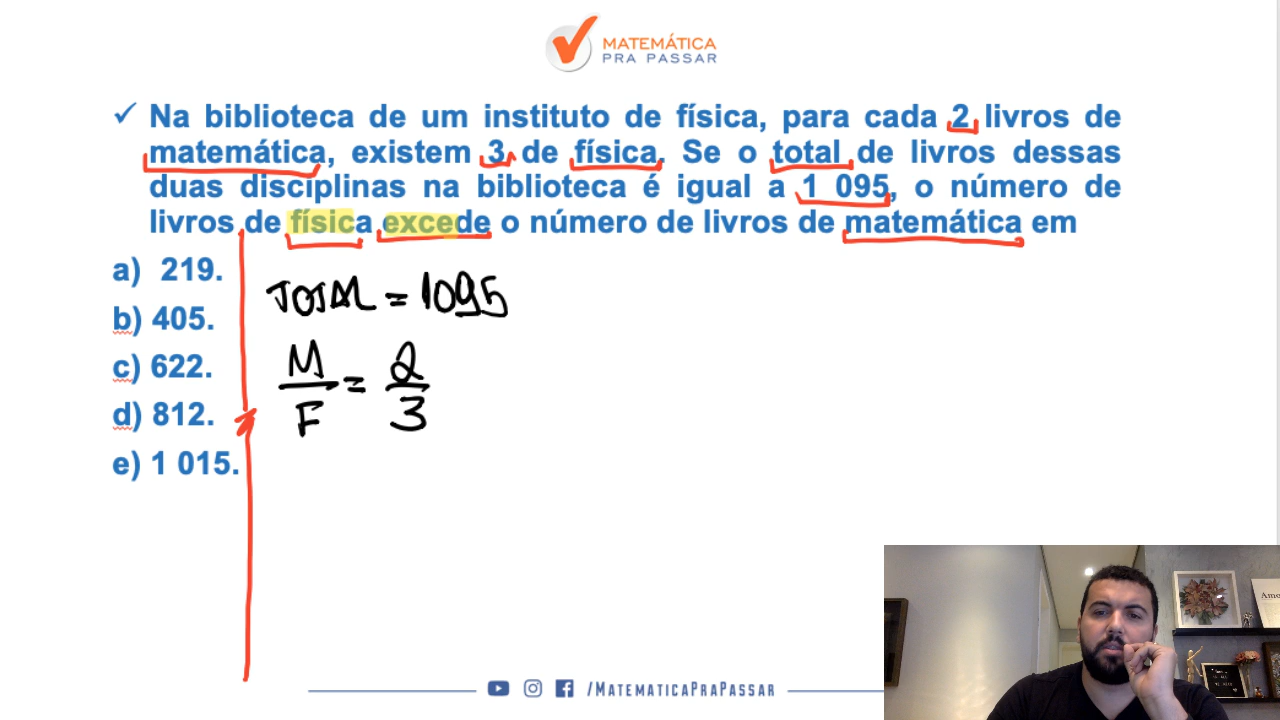 MATEMÁTICA
PRA PASSAR
✓ Na biblioteca de um instituto de física, para cada 2 livros de
matemática, existem 3 de física. Se o total de livros dessas
duas disciplinas na biblioteca é igual a 1 095, o número de
livros de física excede o número de livros de matemática em
a) 219.
b) 405.
c) 622.
d) 812.
e) 1 015.
TOTAL = 1095
M/F = 2/3
Ame
/MATEMATICAPRAPASSAR